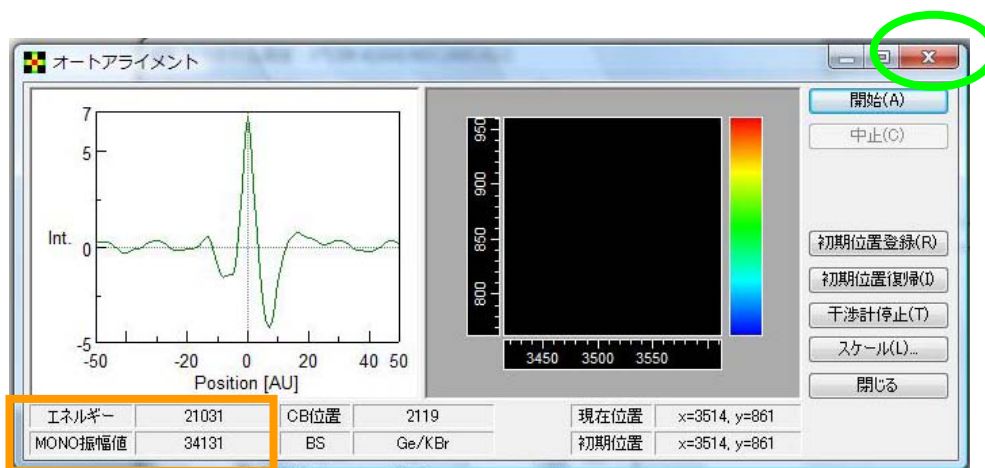 オートアライメント
7
5
Int.
0
-5
-50
-20
0
20
40
50
Position [AU]
950
900
850
800
3450
3500
3550
開始(A)
中止(C)
初期位置登録(R)
初期位置復帰(I)
干渉計停止(T)
スケール(L)...
閉じる
エネルギー 21031 CB位置 2119 現在位置 x=3514, y=861
MONO振幅値 34131 BS Ge/KBr 初期位置 x=3514, y=861